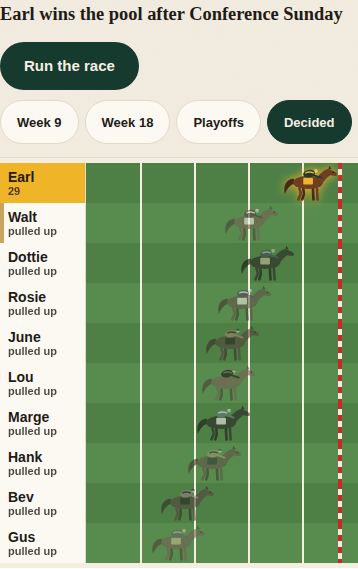 Earl wins the pool after Conference Sunday
Run the race
Week 9
Week 18
Playoffs
Decided
Earl
29
Walt
pulled up
Dottie
pulled up
Rosie
pulled up
June
pulled up
Lou
pulled up
Marge
pulled up
Hank
pulled up
Bev
pulled up
Gus
pulled up